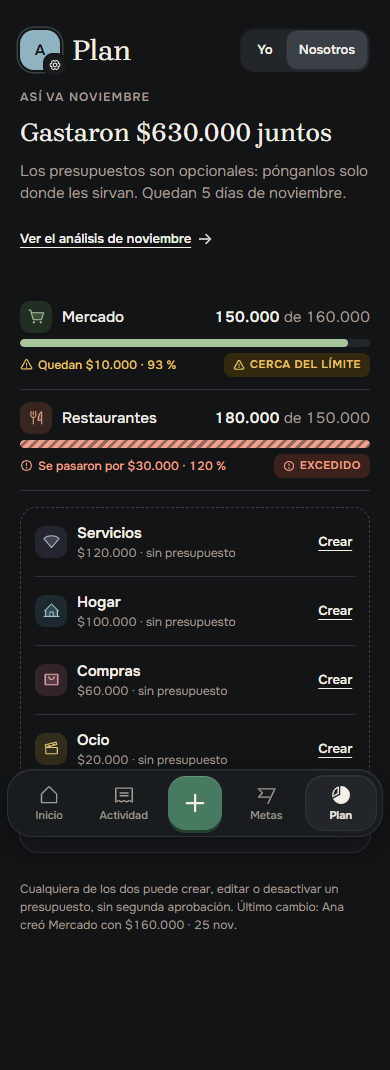 A
Plan
Yo
Nosotros
ASÍ VA NOVIEMBRE
Gastaron $630.000 juntos
Los presupuestos son opcionales: pónganlos solo
donde les sirvan. Quedan 5 días de noviembre.
Ver el análisis de noviembre →
Mercado
150.000 de 160.000
Quedan $10.000 · 93 %
CERCA DEL LÍMITE
Restaurantes
180.000 de 150.000
Se pasaron por $30.000 · 120 %
EXCEDIDO
Servicios
$120.000 · sin presupuesto
Crear
Hogar
$100.000 · sin presupuesto
Crear
Compras
$60.000 · sin presupuesto
Crear
Ocio
$20.000 · sin presupuesto
Crear
Inicio
Actividad
+
Metas
Plan
Cualquiera de los dos puede crear, editar o desactivar un
presupuesto, sin segunda aprobación. Último cambio: Ana
creó Mercado con $160.000 · 25 nov.